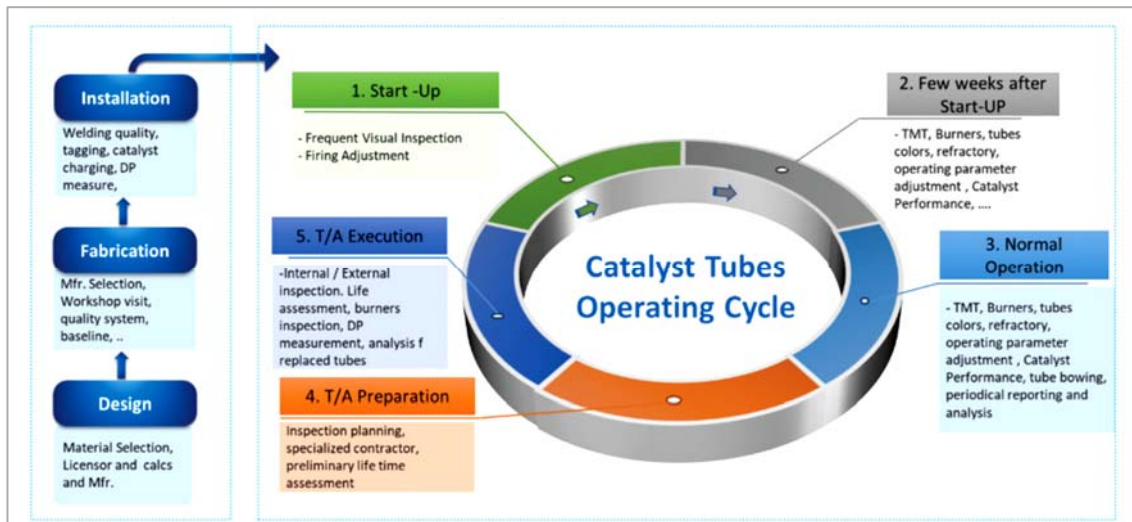 Installation
Welding quality,
tagging, catalyst
charging, DP
measure,
Fabrication
Mfr. Selection,
Workshop visit,
quality system,
baseline, ..
Design
Material Selection,
Licensor and calcs
and Mfr.
1. Start -Up
- Frequent Visual Inspection
- Firing Adjustment
2. Few weeks after
Start-UP
- TMT, Burners, tubes
colors, refractory,
operating parameter
adjustment , Catalyst
Performance, ....
3. Normal
Operation
- TMT, Burners, tubes
colors, refractory,
operating parameter
adjustment , Catalyst
Performance, tube bowing,
periodical reporting and
analysis
4. T/A Preparation
Inspection planning,
specialized contractor,
preliminary life time
assessment
5. T/A Execution
-Internal / External
inspection. Life
assessment, burners
inspection, DP
measurement, analysis f
replaced tubes
Catalyst Tubes
Operating Cycle